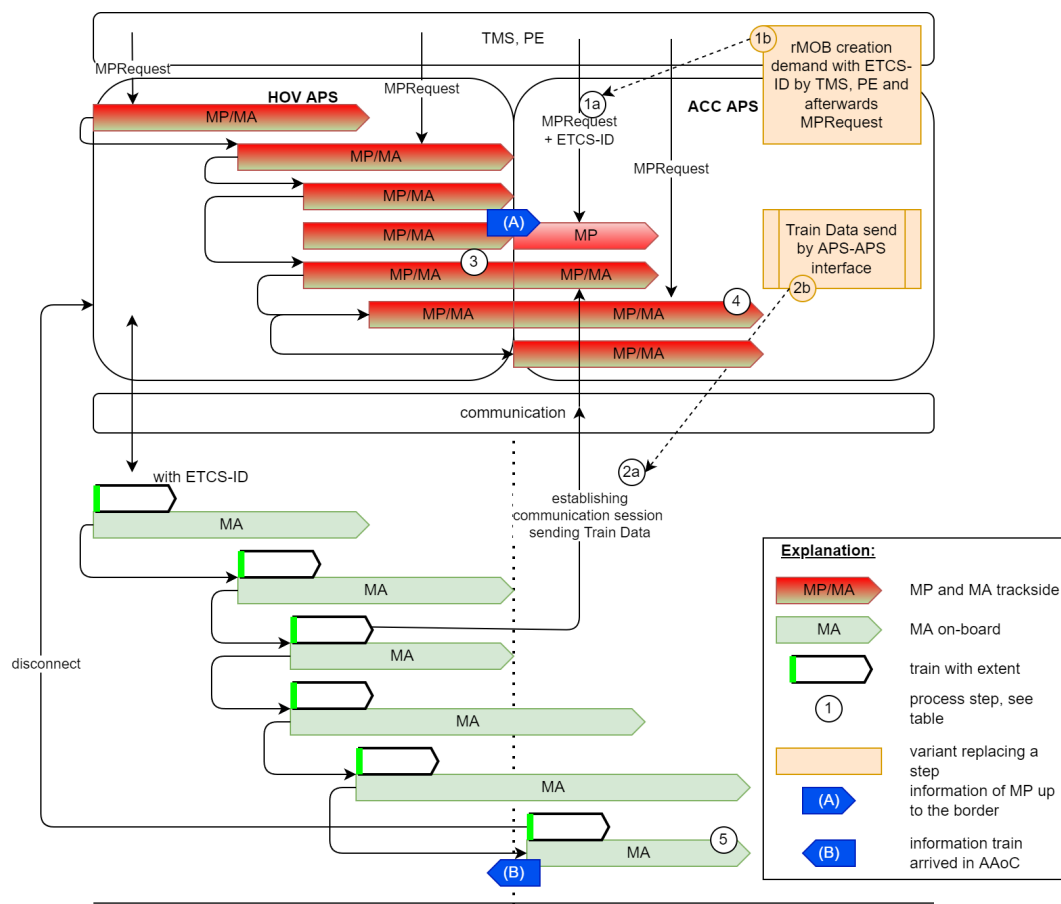 TMS, PE
1b
rMOB creation
demand with ETCS-
ID by TMS, PE and
afterwards
MPRequest
MPRequest
MPRequest
HOV APS
ACC APS
1a
MPRequest
+ ETCS-ID
MP/MA
MP/MA
MPRequest
MP/MA
MP/MA
(A)
MP
Train Data send
by APS-APS
interface
2b
MP/MA
3
MP/MA
MP/MA
MP/MA
4
MP/MA
communication
with ETCS-ID
2a
establishing
communication session
sending Train Data
MA
MA
MA
disconnect
MA
MA
MA
5
(B)
Explanation:
MP/MA
MP and MA trackside
MA
MA on-board
train with extent
1
process step, see
table
variant replacing a
step
(A)
information of MP up
to the border
(B)
information train
arrived in AAoC